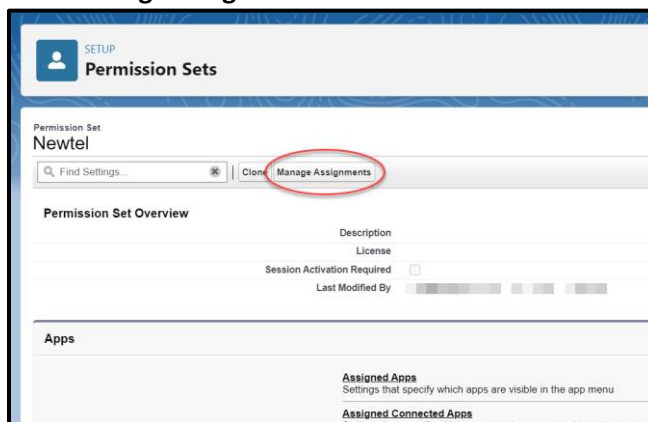 SETUP
Permission Sets
Permission Set
Newtel
Find Settings...
Clone Manage Assignments
Permission Set Overview
Description
License
Session Activation Required
Last Modified By
Apps
Assigned Apps
Settings that specify which apps are visible in the app menu
Assigned Connected Apps